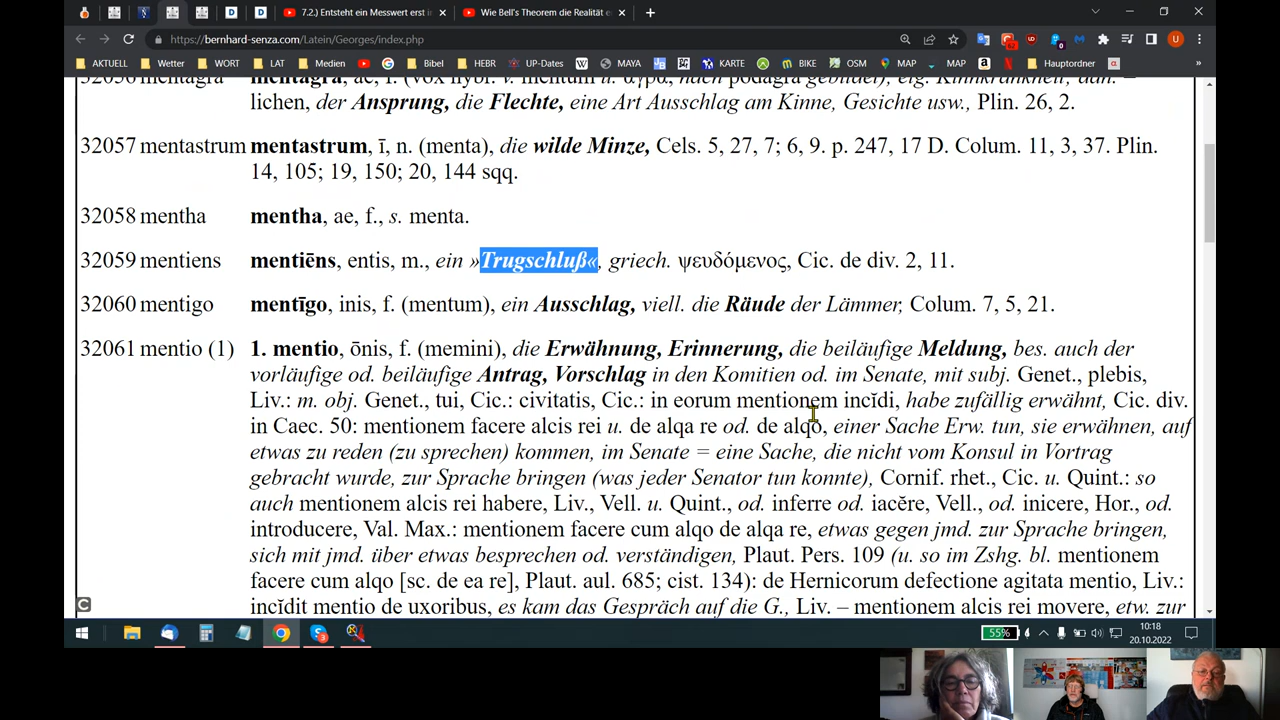 7.2.) Entsteht ein Messwert erst i
Wie Bell's Theorem die Realität e
https://bernhard-senza.com/Latein/Georges/index.php
AKTUELL Wetter WORT LAT Medien UP-Dates Bibel HEBR WIKI MAYA OSM KARTE BIKE MOVIE MAP MAP Hauptordner »
lichen, der Ansprung, die Flechte, eine Art Ausschlag am Kinne, Gesichte usw., Plin. 26, 2.
32057 mentastrum mentastrum, ī, n. (menta), die wilde Minze, Cels. 5, 27, 7; 6, 9. p. 247, 17 D. Colum. 11, 3, 37. Plin.
14, 105; 19, 150; 20, 144 sqq.
32058 mentha mentha, ae, f., s. menta.
32059 mentiens mentiēns, entis, m., ein »Trugschluß«, griech. ψευδόμενος, Cic. de div. 2, 11.
32060 mentigo mentīgo, inis, f. (mentum), ein Ausschlag, viell. die Räude der Lämmer, Colum. 7, 5, 21.
32061 mentio (1) 1. mentio, ōnis, f. (memini), die Erwähnung, Erinnerung, die beiläufige Meldung, bes. auch der
vorläufige od. beiläufige Antrag, Vorschlag in den Komitien od. im Senate, mit subj. Genet., plebis,
Liv.: m. obj. Genet., tui, Cic.: civitatis, Cic.: in eorum mentionem incĭdi, habe zufällig erwähnt, Cic. div.
in Caec. 50: mentionem facere alcis rei u. de alqa re od. de alqo, einer Sache Erw. tun, sie erwähnen, auf
etwas zu reden (zu sprechen) kommen, im Senate = eine Sache, die nicht vom Konsul in Vortrag
gebracht wurde, zur Sprache bringen (was jeder Senator tun konnte), Cornif. rhet., Cic. u. Quint.: so
auch mentionem alcis rei habere, Liv., Vell. u. Quint., od. inferre od. iacĕre, Vell., od. inicere, Hor., od.
introducere, Val. Max.: mentionem facere cum alqo de alqa re, etwas gegen jmd. zur Sprache bringen,
sich mit jmd. über etwas besprechen od. verständigen, Plaut. Pers. 109 (u. so im Zshg. bl. mentionem
facere cum alqo [sc. de ea re], Plaut. aul. 685; cist. 134): de Hernicorum defectione agitata mentio, Liv.:
incĭdit mentio de uxoribus, es kam das Gespräch auf die G., Liv. – mentionem alcis rei movere, etw. zur
55%
10:18
20.10.2022